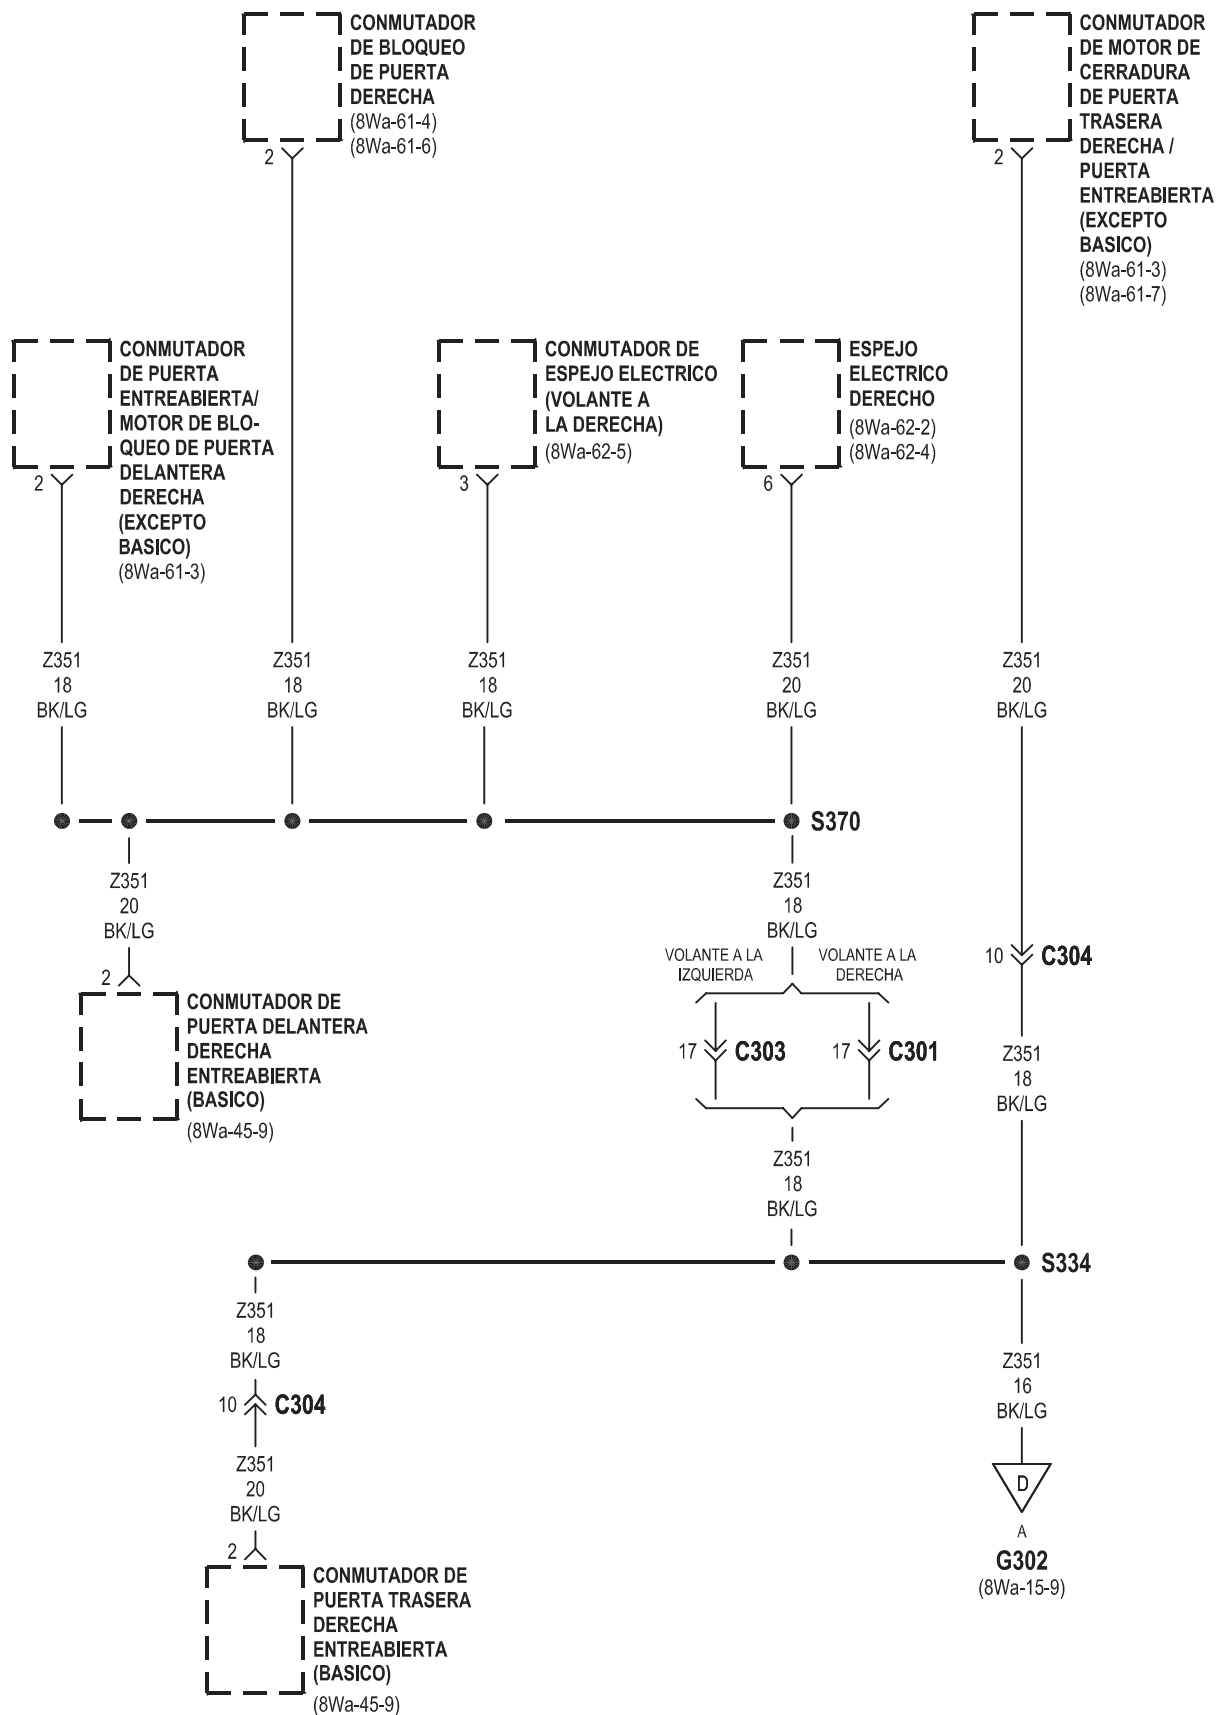 CONMUTADOR
DE BLOQUEO
DE PUERTA
DERECHA
(8Wa-61-4)
(8Wa-61-6)
2
CONMUTADOR
DE MOTOR DE
CERRADURA
DE PUERTA
TRASERA
DERECHA /
PUERTA
ENTREABIERTA
(EXCEPTO
BASICO)
(8Wa-61-3)
(8Wa-61-7)
2
CONMUTADOR
DE PUERTA
ENTREABIERTA/
MOTOR DE BLO-
QUEO DE PUERTA
DELANTERA
DERECHA
(EXCEPTO
BASICO)
(8Wa-61-3)
2
CONMUTADOR DE
ESPEJO ELECTRICO
(VOLANTE A
LA DERECHA)
(8Wa-62-5)
3
ESPEJO
ELECTRICO
DERECHO
(8Wa-62-2)
(8Wa-62-4)
6
Z351
18
BK/LG
Z351
18
BK/LG
Z351
18
BK/LG
Z351
20
BK/LG
Z351
20
BK/LG
S370
Z351
20
BK/LG
2
CONMUTADOR DE
PUERTA DELANTERA
DERECHA
ENTREABIERTA
(BASICO)
(8Wa-45-9)
Z351
18
BK/LG
VOLANTE A LA
IZQUIERDA
VOLANTE A LA
DERECHA
17 C303
17 C301
10 C304
Z351
18
BK/LG
Z351
18
BK/LG
S334
Z351
18
BK/LG
10 C304
Z351
20
BK/LG
2
CONMUTADOR DE
PUERTA TRASERA
DERECHA
ENTREABIERTA
(BASICO)
(8Wa-45-9)
Z351
16
BK/LG
D
A
G302
(8Wa-15-9)